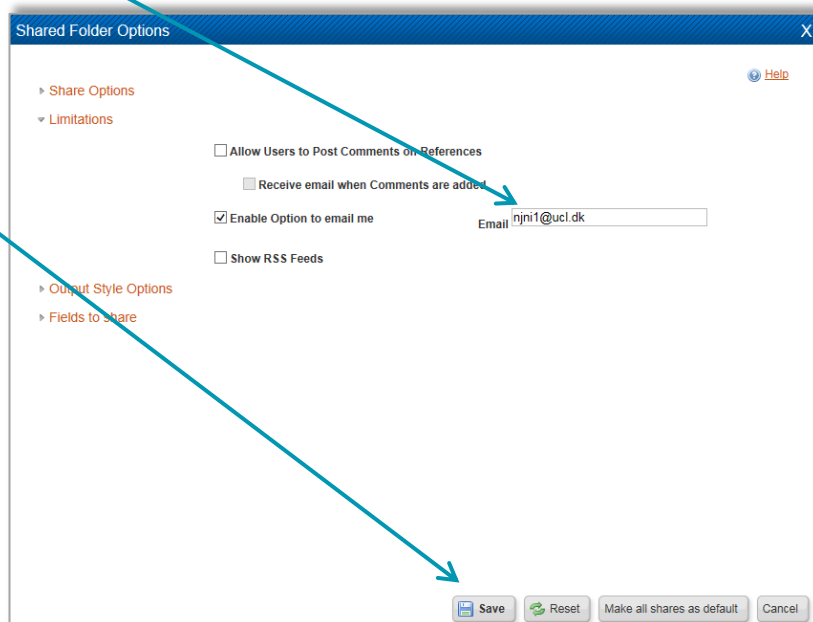 Shared Folder Options X
Help
Share Options
Limitations
Allow Users to Post Comments on References
Receive email when Comments are added
Enable Option to email me Email njni1@ucl.dk
Show RSS Feeds
Output Style Options
Fields to share
Save Reset Make all shares as default Cancel